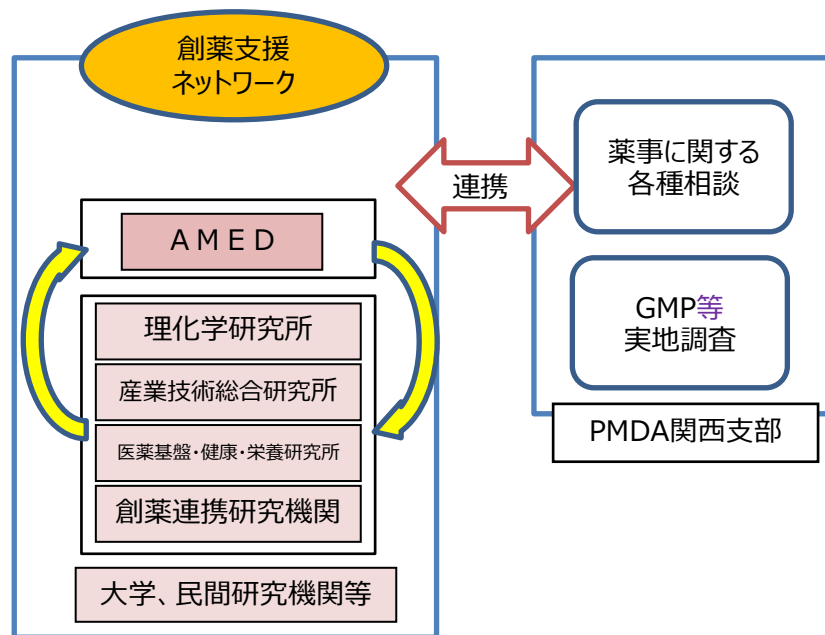 創薬支援
ネットワーク
AMED
理化学研究所
産業技術総合研究所
医薬基盤・健康・栄養研究所
創薬連携研究機関
大学、民間研究機関等
連携
薬事に関する
各種相談
GMP等
実地調査
PMDA関西支部